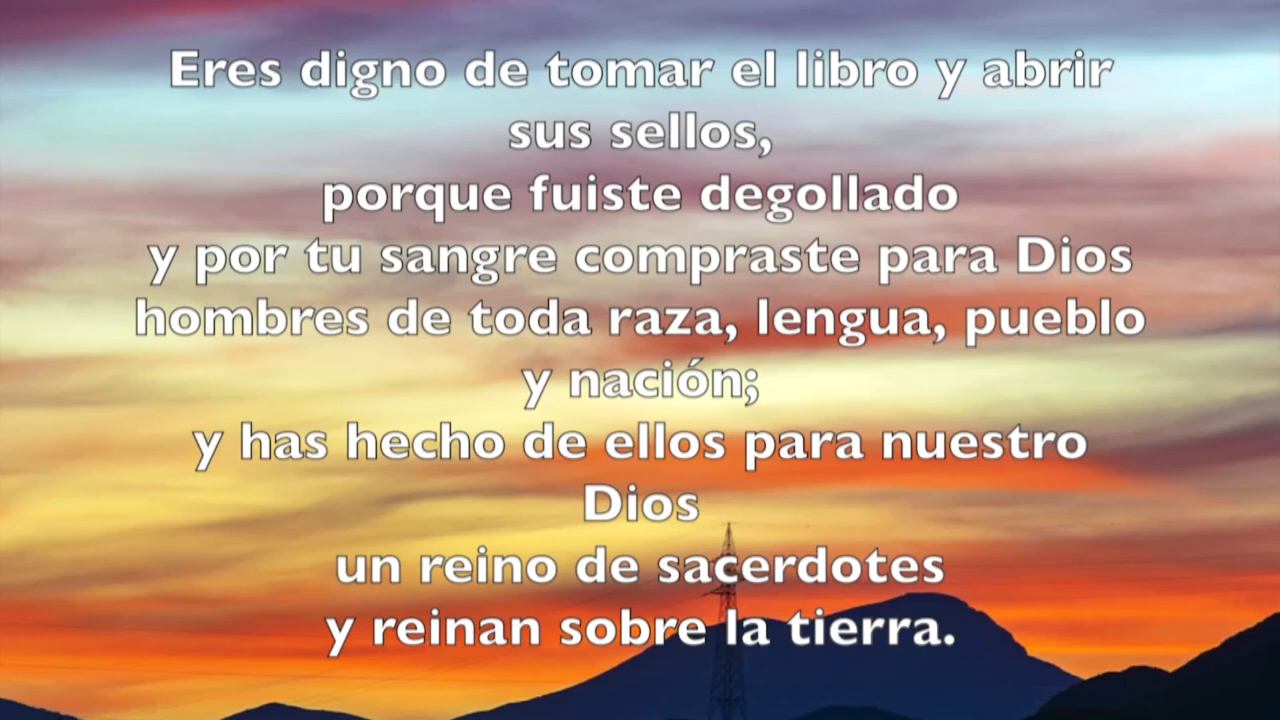 Eres digno de tomar el libro y abrir
sus sellos,
porque fuiste degollado
y por tu sangre compraste para Dios
hombres de toda raza, lengua, pueblo
y nación;
y has hecho de ellos para nuestro
Dios
un reino de sacerdotes
y reinan sobre la tierra.